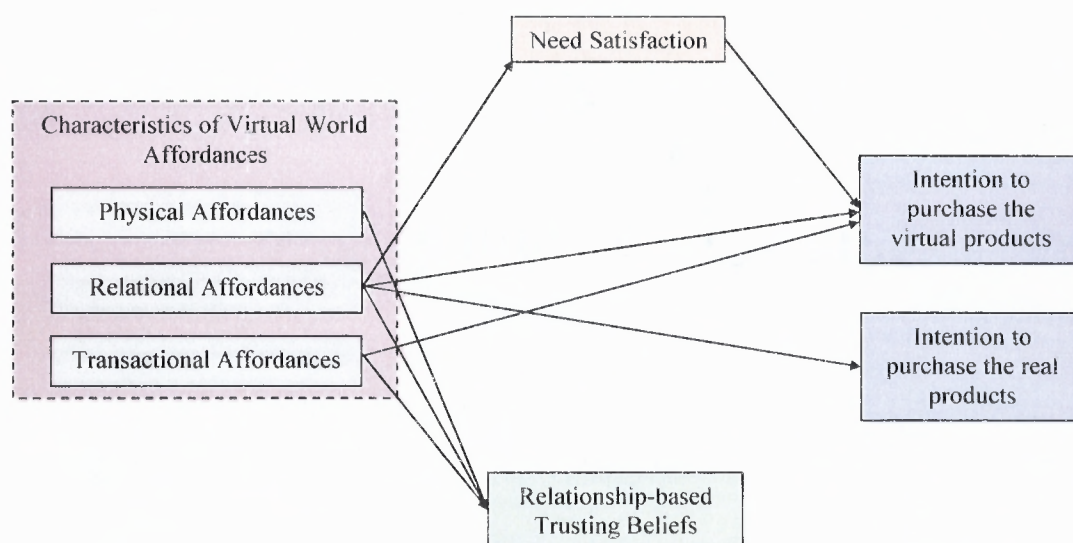 Need Satisfaction
Characteristics of Virtual World
Affordances
Physical Affordances
Relational Affordances
Transactional Affordances
Intention to
purchase the
virtual products
Intention to
purchase the real
products
Relationship-based
Trusting Beliefs